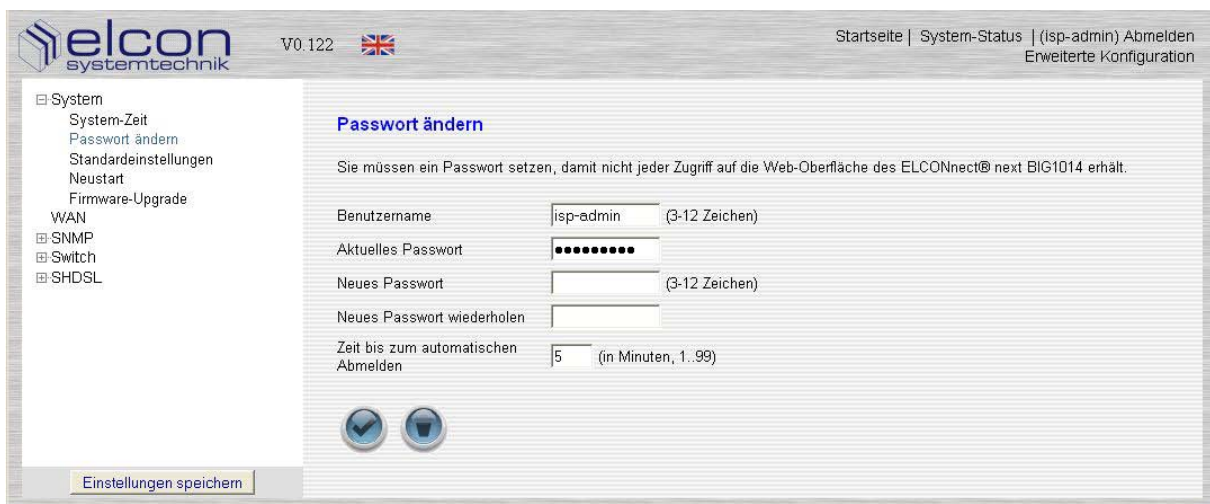 elcon
systemtechnik
V0.122
Startseite | System-Status | (isp-admin) Abmelden
Erweiterte Konfiguration
System
System-Zeit
Passwort ändern
Standardeinstellungen
Neustart
Firmware-Upgrade
WAN
SNMP
Switch
SHDSL
Einstellungen speichern
Passwort ändern
Sie müssen ein Passwort setzen, damit nicht jeder Zugriff auf die Web-Oberfläche des ELCONnect® next BIG1014 erhält.
Benutzername isp-admin (3-12 Zeichen)
Aktuelles Passwort •••••••••
Neues Passwort (3-12 Zeichen)
Neues Passwort wiederholen
Zeit bis zum automatischen
Abmelden 5 (in Minuten, 1..99)